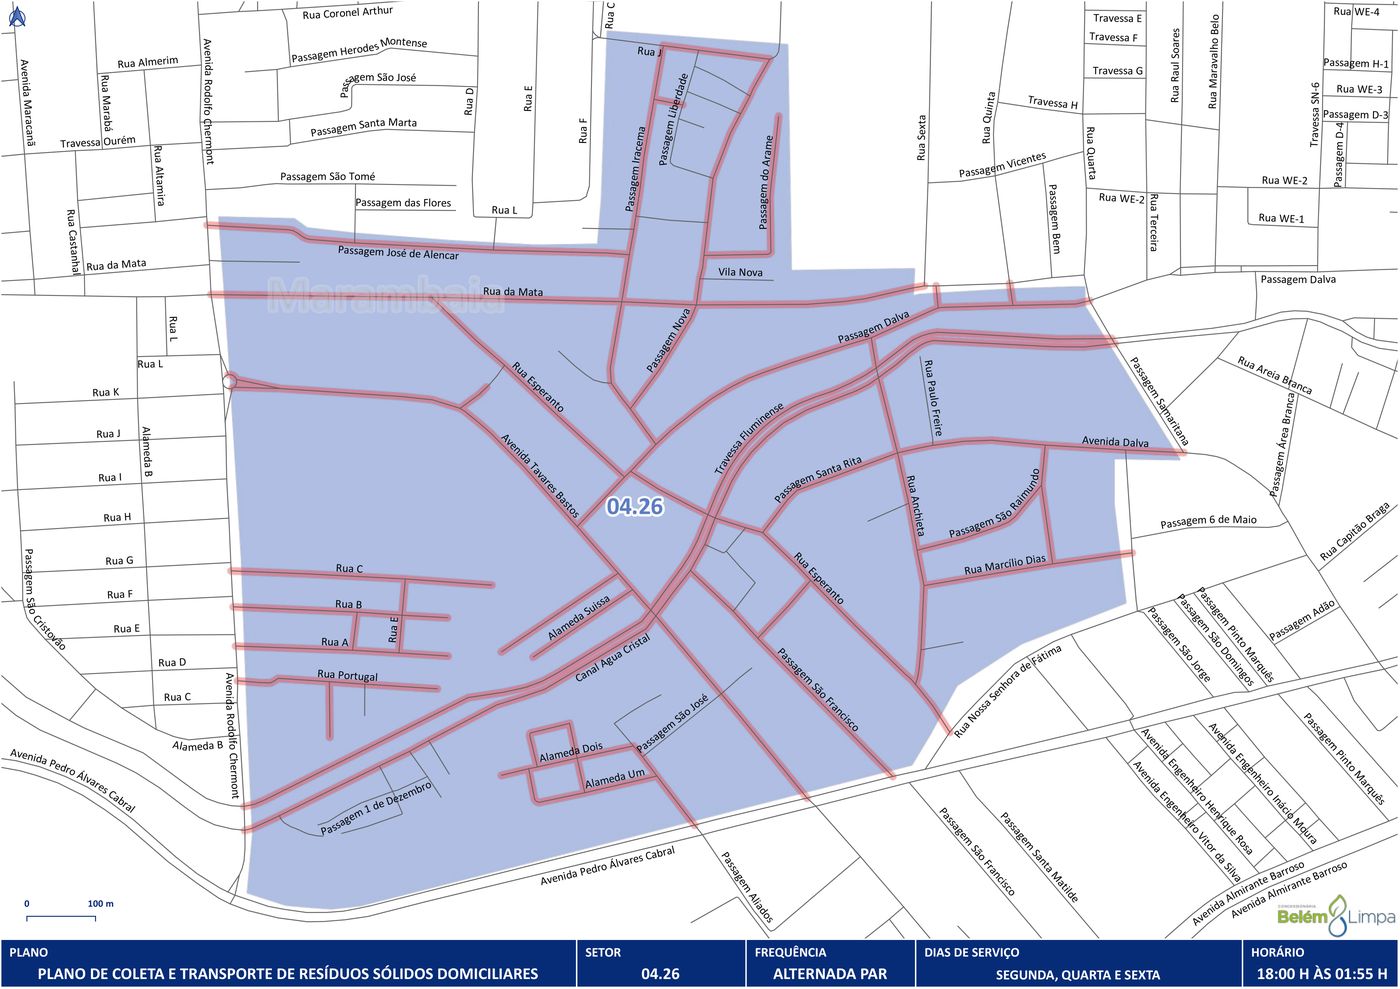 Rua Coronel Arthur
Rua C
Rua WE-4
Travessa E
Travessa F
Travessa G
Travessa H
Passagem Herodes Montense
Rua Almerim
Passagem São José
Rua D
Rua E
Rua F
Rua J
Passagem Liberdade
Passagem Iracema
Passagem do Arame
Rua Sexta
Rua Quinta
Rua Quarta
Rua Raul Soares
Rua Maravalho Belo
Travessa SN-6
Passagem H-1
Rua WE-3
Passagem D-3
Passagem D-4
Avenida Maracanã
Rua Marabá
Avenida Rodolfo Chermont
Travessa Ourém
Rua Altamira
Passagem Santa Marta
Passagem São Tomé
Passagem das Flores
Rua L
Passagem Vicentes
Passagem Bem
Rua WE-2
Rua Terceira
Rua WE-2
Rua WE-1
Rua Castanhal
Rua da Mata
Passagem José de Alencar
Vila Nova
Passagem Dalva
Marambaia
Rua da Mata
Passagem Nova
Passagem Dalva
Rua L
Rua L
Rua K
Rua J
Alameda B
Rua I
Rua H
Rua G
Rua F
Rua E
Rua D
Rua C
Alameda B
Passagem São Cristovão
Rua Esperanto
Avenida Tavares Bastos
Travessa Fluminense
Rua Paulo Freire
Passagem Samaritana
Rua Areia Branca
Passagem Área Branca
Avenida Dalva
Passagem Santa Rita
Rua Anchieta
Passagem São Raimundo
Passagem 6 de Maio
Rua Capitão Braga
04.26
Rua Marcílio Dias
Rua Esperanto
Rua C
Rua B
Rua A
Rua E
Rua Portugal
Alameda Suissa
Canal Agua Cristal
Passagem São Francisco
Passagem São José
Rua Nossa Senhora de Fátima
Passagem São Jorge
Passagem São Domingos
Passagem Pinto Marquês
Passagem Adão
Passagem Pinto Marquês
Avenida Rodolfo Chermont
Avenida Pedro Álvares Cabral
Alameda Dois
Alameda Um
Passagem 1 de Dezembro
Avenida Pedro Álvares Cabral
Passagem Aliados
Passagem São Francisco
Passagem Santa Matilde
Avenida Engenheiro Henrique Rosa
Avenida Engenheiro Vitor da Silva
Avenida Engenheiro Inácio Moura
Avenida Almirante Barroso
Avenida Almirante Barroso
0 100 m
CONCESSIONÁRIA
Belém Limpa
PLANO
PLANO DE COLETA E TRANSPORTE DE RESÍDUOS SÓLIDOS DOMICILIARES
SETOR
04.26
FREQUÊNCIA
ALTERNADA PAR
DIAS DE SERVIÇO
SEGUNDA, QUARTA E SEXTA
HORÁRIO
18:00 H ÀS 01:55 H